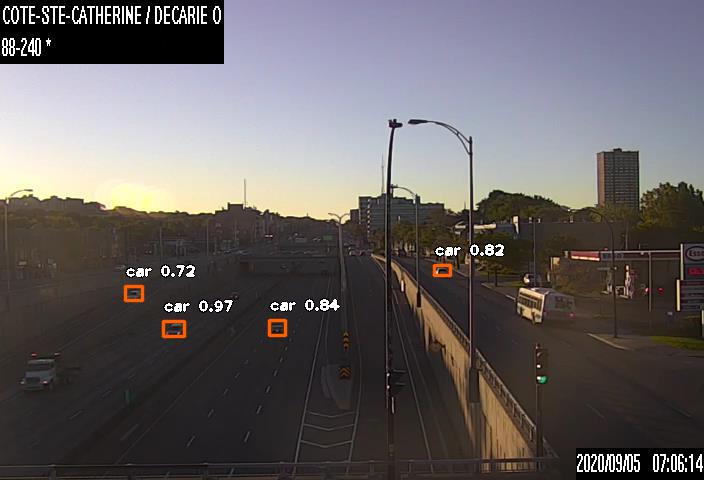 COTE-STE-CATHERINE / DECARIE O
88-240 *
car 0.82
car 0.72
car 0.97
car 0.84
Esso
2020/09/05 07:06:14